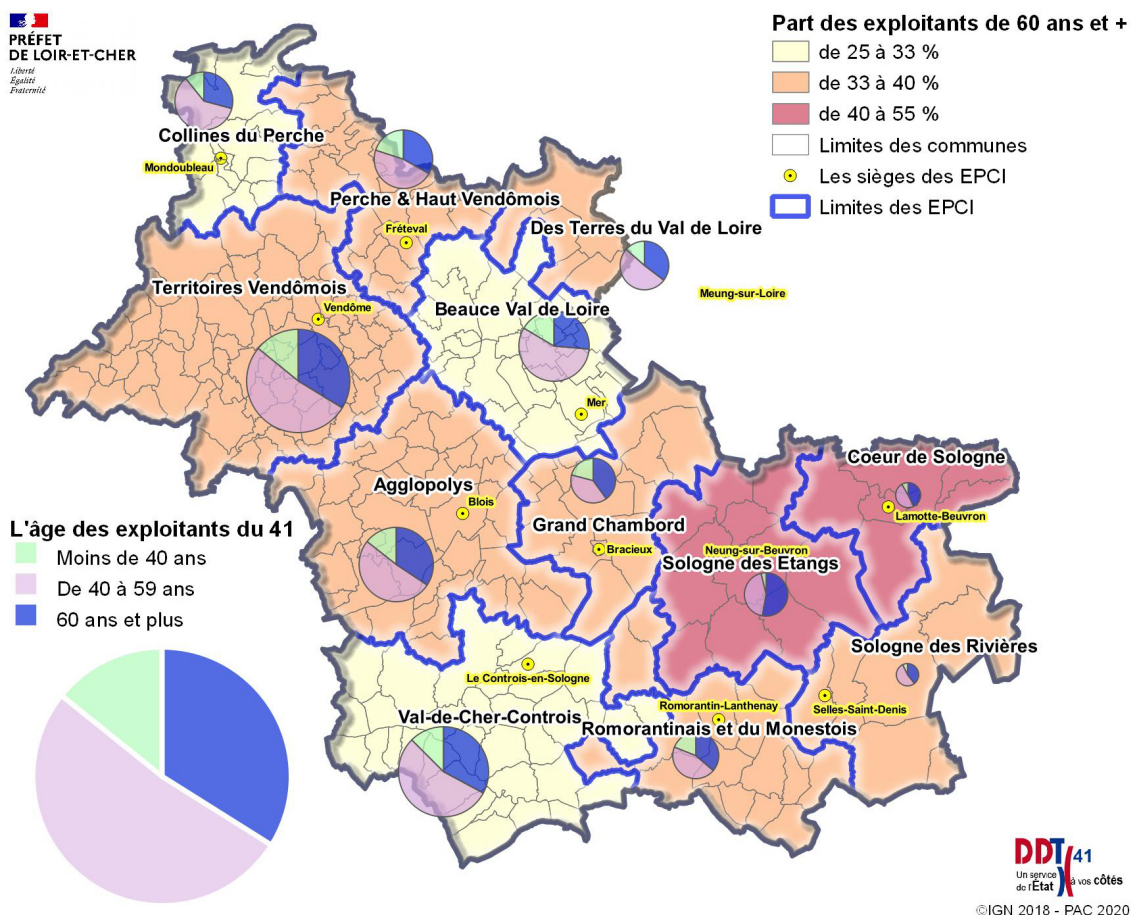 PRÉFET
DE LOIR-ET-CHER
Liberté
Égalité
Fraternité
Part des exploitants de 60 ans et +
de 25 à 33 %
de 33 à 40 %
de 40 à 55 %
Limites des communes
Les sièges des EPCI
Limites des EPCI
Collines du Perche
Mondoubleau
Perche & Haut Vendômois
Fréteval
Des Terres du Val de Loire
Meung-sur-Loire
Territoires Vendômois
Vendôme
Beauce Val de Loire
Mer
Coeur de Sologne
Lamotte-Beuvron
Agglopolys
Blois
Grand Chambord
Bracieux
Neung-sur-Beuvron
Sologne des Etangs
Sologne des Rivières
Selles-Saint-Denis
Le Controis-en-Sologne
Val-de-Cher-Controis
Romorantin-Lanthenay
Romorantinais et du Monestois
L'âge des exploitants du 41
Moins de 40 ans
De 40 à 59 ans
60 ans et plus
DDT 41
Un service
de l'État à vos côtés
©IGN 2018 - PAC 2020